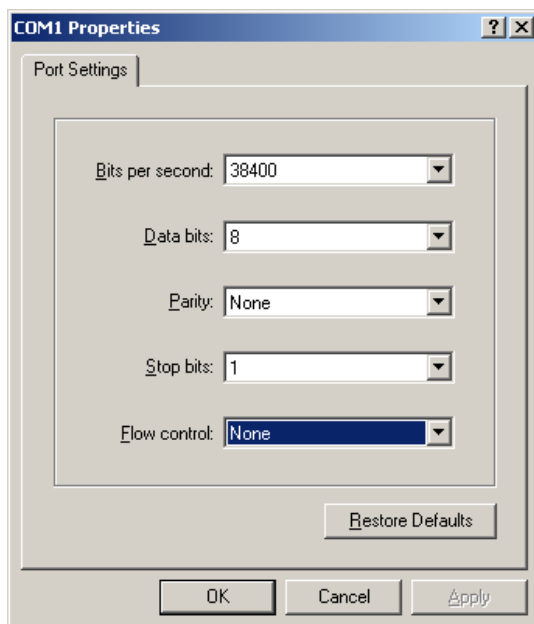 COM1 Properties
Port Settings
Bits per second: 38400
Data bits: 8
Parity: None
Stop bits: 1
Flow control: None
Restore Defaults
OK Cancel Apply